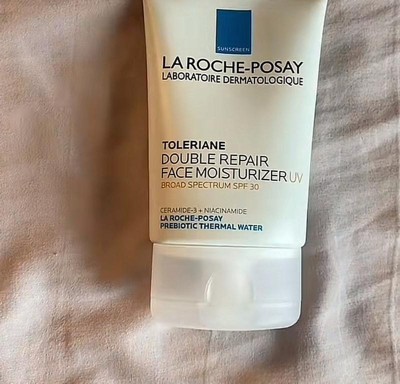 SUNSCREEN
LA ROCHE-POSAY
LABORATOIRE DERMATOLOGIQUE
TOLERIANE
DOUBLE REPAIR
FACE MOISTURIZER UV
BROAD SPECTRUM SPF 30
CERAMIDE-3 + NIACINAMIDE
LA ROCHE-POSAY
PREBIOTIC THERMAL WATER